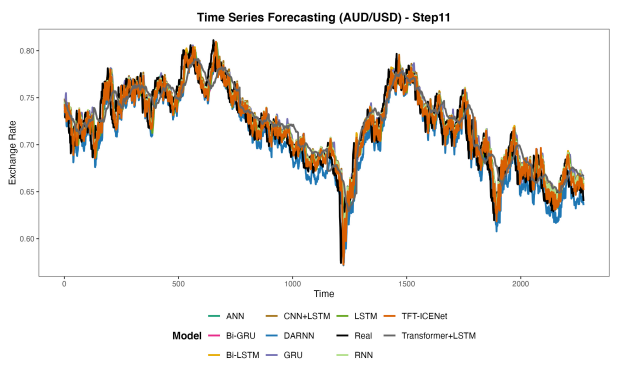 Time Series Forecasting (AUD/USD) - Step11
0.80
0.75
0.70
0.65
0.60
Exchange Rate
0 500 1000 1500 2000
Time
ANN CNN+LSTM LSTM TFT-ICENet
Model Bi-GRU DARNN Real Transformer+LSTM
Bi-LSTM GRU RNN